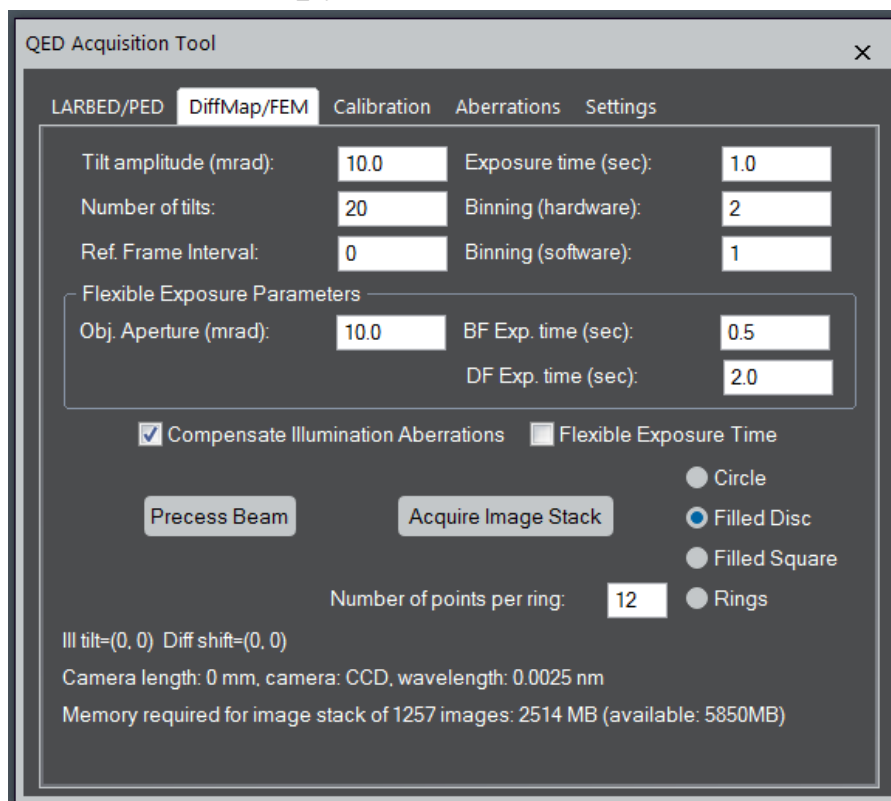 QED Acquisition Tool
LARBED/PED DiffMap/FEM Calibration Aberrations Settings
Tilt amplitude (mrad): 10.0 Exposure time (sec): 1.0
Number of tilts: 20 Binning (hardware): 2
Ref. Frame Interval: 0 Binning (software): 1
Flexible Exposure Parameters
Obj. Aperture (mrad): 10.0 BF Exp. time (sec): 0.5
DF Exp. time (sec): 2.0
Compensate Illumination Aberrations Flexible Exposure Time
Circle
Precess Beam Acquire Image Stack Filled Disc
Filled Square
Number of points per ring: 12 Rings
Ill tilt=(0, 0) Diff shift=(0, 0)
Camera length: 0 mm, camera: CCD, wavelength: 0.0025 nm
Memory required for image stack of 1257 images: 2514 MB (available: 5850MB)